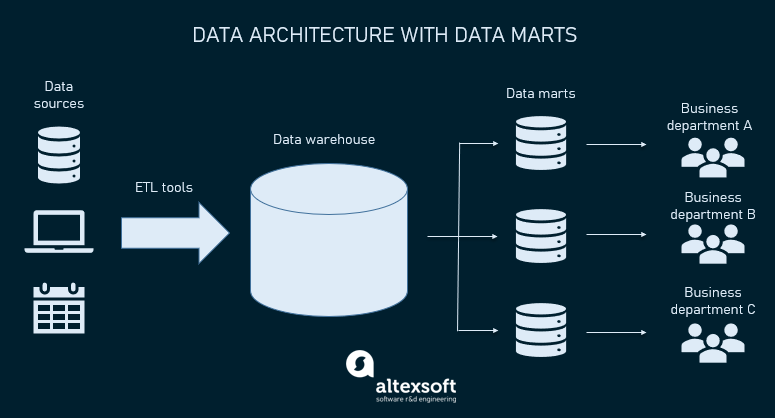 DATA ARCHITECTURE WITH DATA MARTS
Data
sources
ETL tools
Data warehouse
Data marts
Business
department A
Business
department B
Business
department C
altexsoft
software r&d engineering